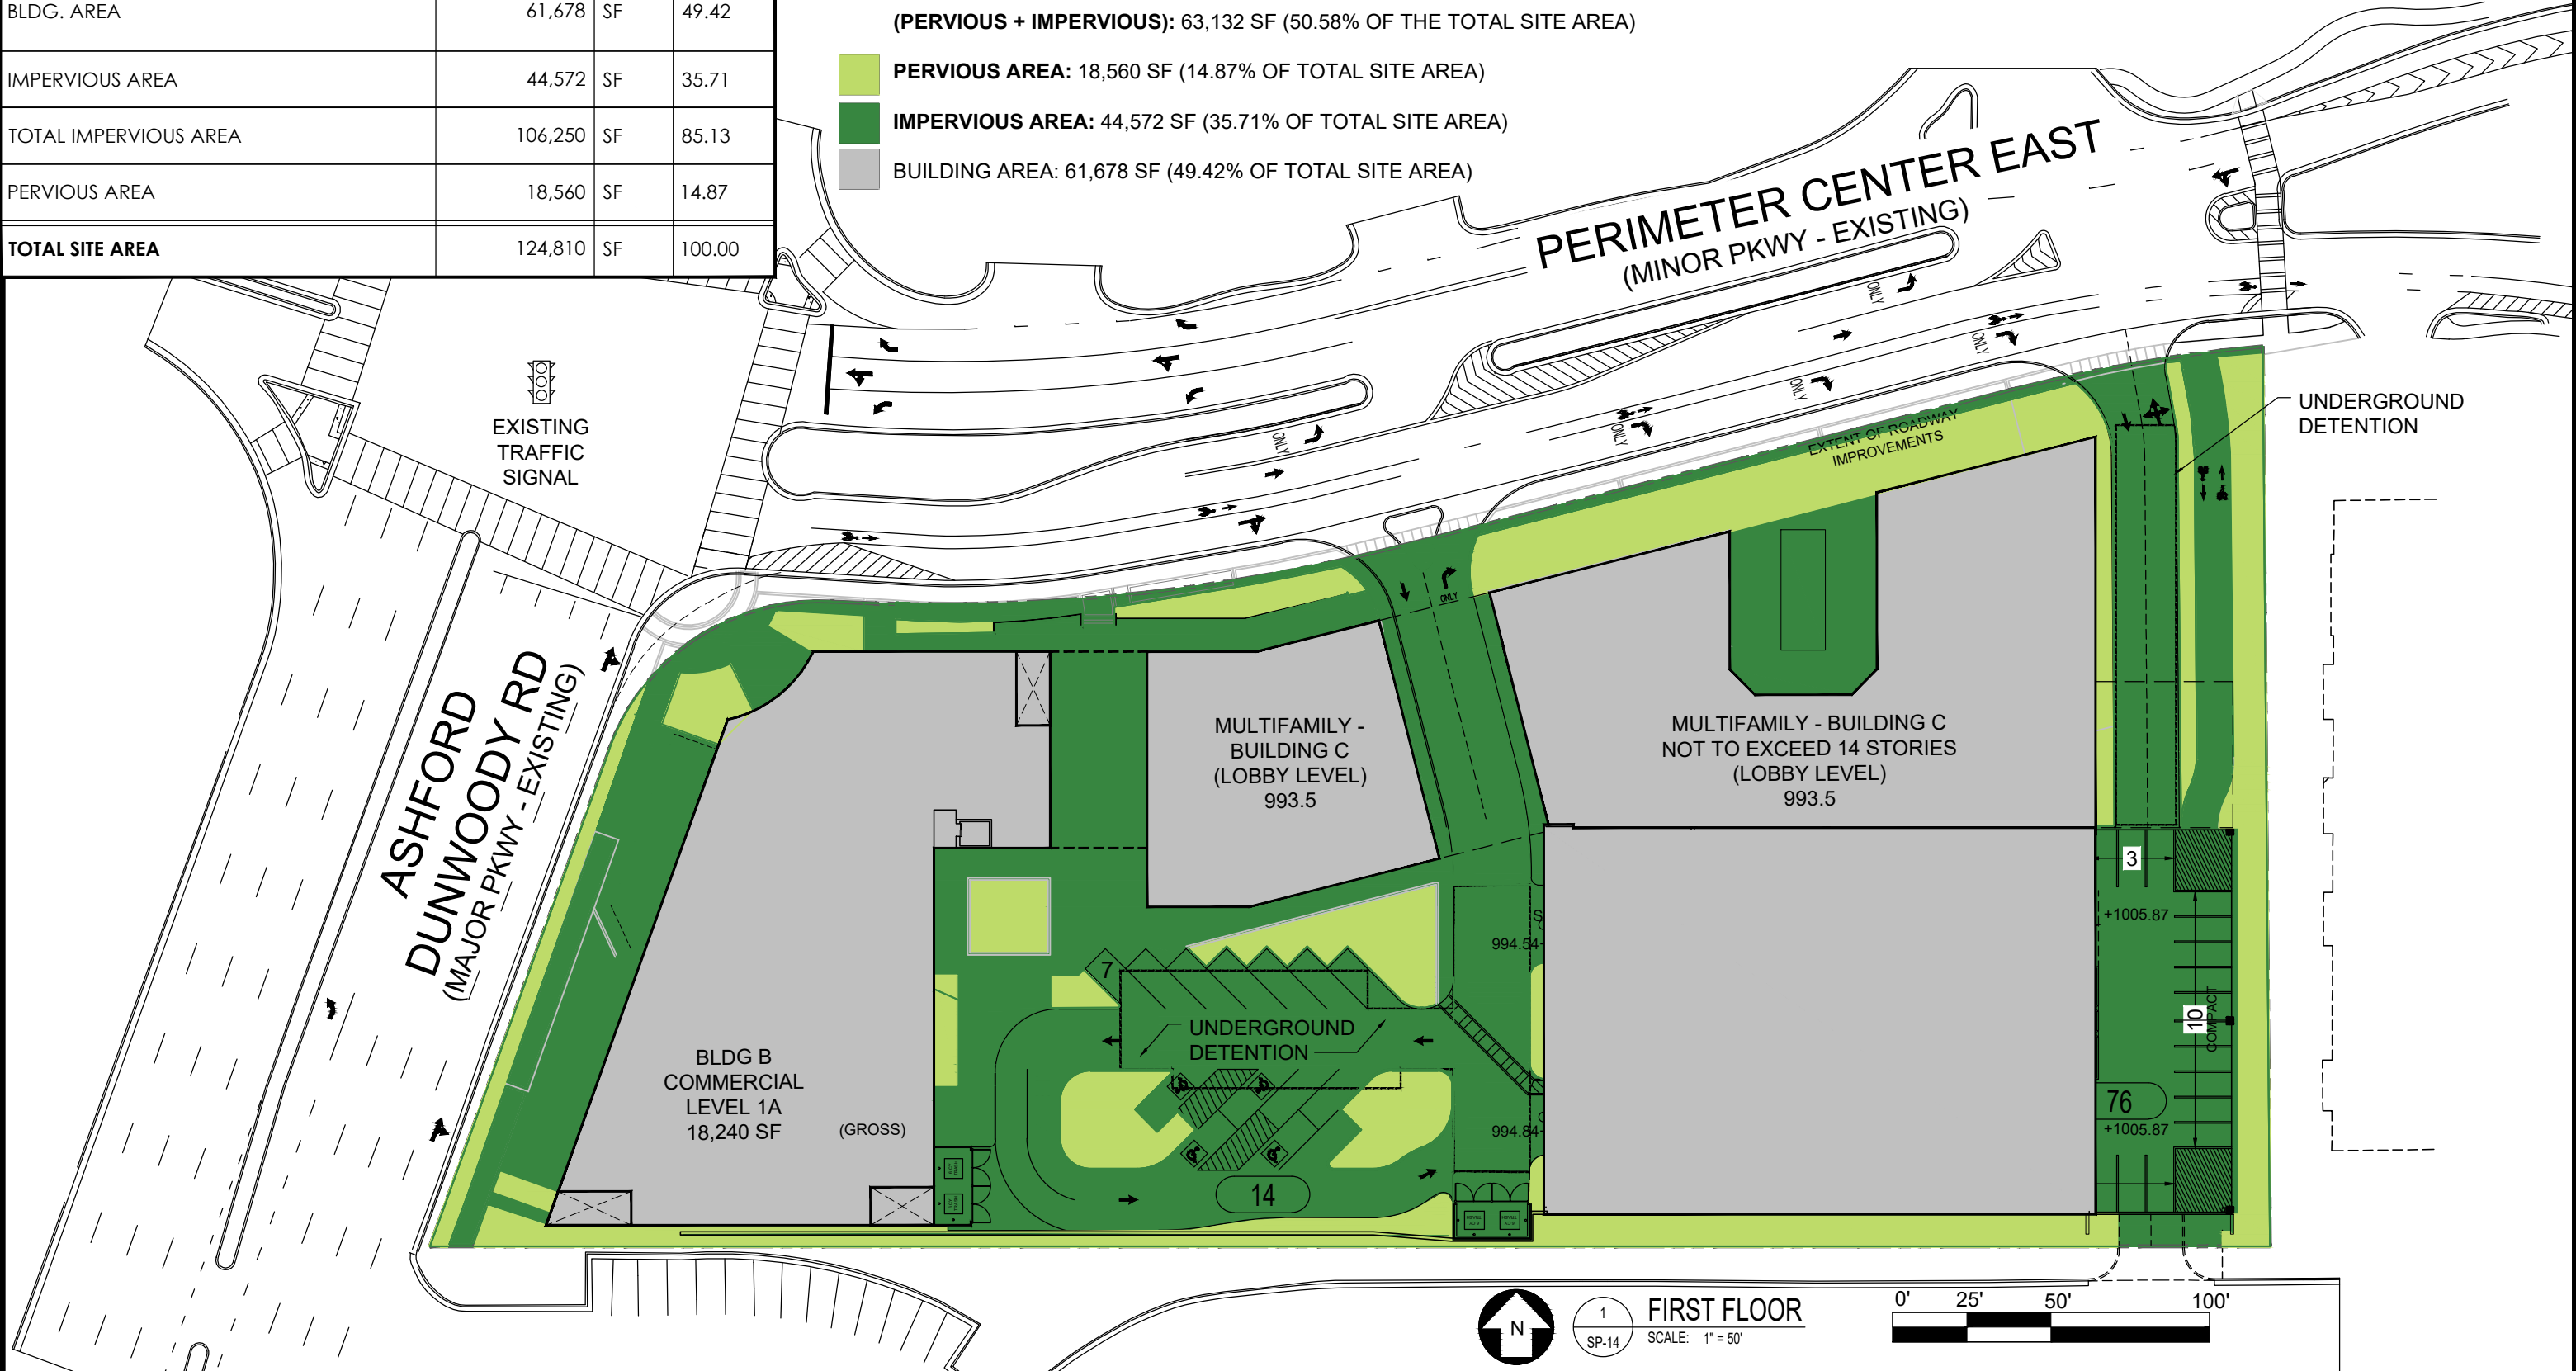 BLDG. AREA 61,678 SF 49.42
IMPERVIOUS AREA 44,572 SF 35.71
TOTAL IMPERVIOUS AREA 106,250 SF 85.13
PERVIOUS AREA 18,560 SF 14.87
TOTAL SITE AREA 124,810 SF 100.00
(PERVIOUS + IMPERVIOUS): 63,132 SF (50.58% OF THE TOTAL SITE AREA)
PERVIOUS AREA: 18,560 SF (14.87% OF TOTAL SITE AREA)
IMPERVIOUS AREA: 44,572 SF (35.71% OF TOTAL SITE AREA)
BUILDING AREA: 61,678 SF (49.42% OF TOTAL SITE AREA)
PERIMETER CENTER EAST
(MINOR PKWY - EXISTING)
ONLY
ONLY
ONLY
ONLY
ONLY
EXISTING
TRAFFIC
SIGNAL
UNDERGROUND
DETENTION
EXTENT OF ROADWAY
IMPROVEMENTS
ONLY
ASHFORD
DUNWOODY RD
(MAJOR PKWY - EXISTING)
MULTIFAMILY -
BUILDING C
(LOBBY LEVEL)
993.5
MULTIFAMILY - BUILDING C
NOT TO EXCEED 14 STORIES
(LOBBY LEVEL)
993.5
3
+1005.87
994.54
7
10
COMPACT
UNDERGROUND
DETENTION
BLDG B
COMMERCIAL
LEVEL 1A
18,240 SF
(GROSS)
76
+1005.87
994.84
14
N
1
SP-14
FIRST FLOOR
SCALE: 1" = 50'
0' 25' 50' 100'